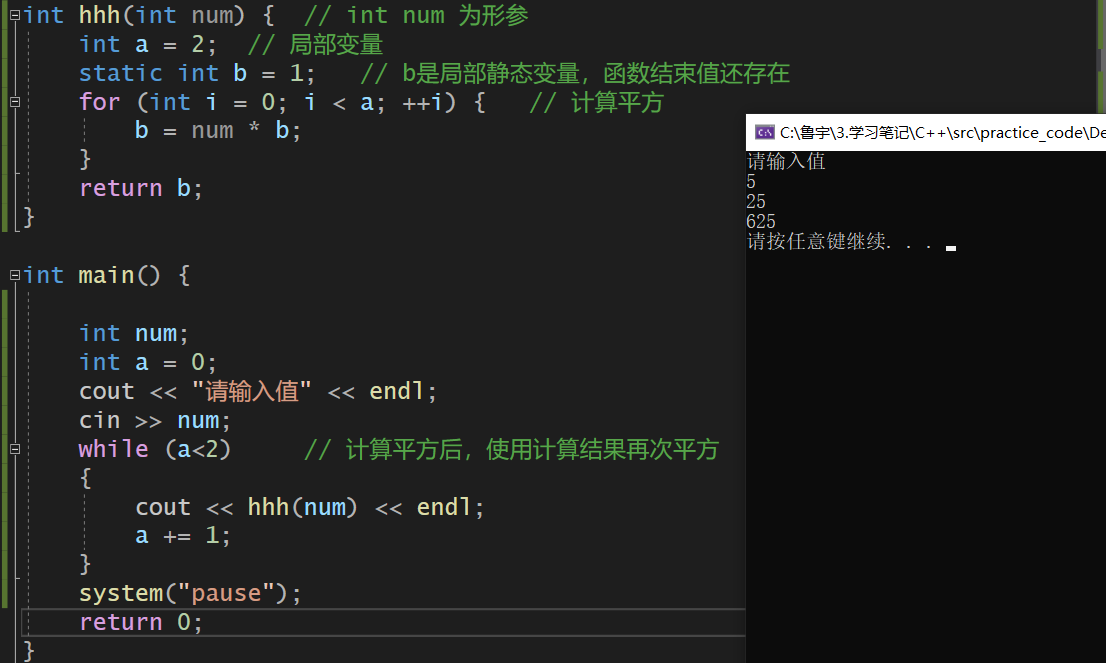 int hhh(int num) {  // int num 为形参
    int a = 2;  // 局部变量
    static int b = 1;   // b是局部静态变量，函数结束值还存在
    for (int i = 0; i < a; ++i) {   // 计算平方
        b = num * b;
    }
    return b;
}
int main() {
    int num;
    int a = 0;
    cout << "请输入值" << endl;
    cin >> num;
    while (a<2)     // 计算平方后，使用计算结果再次平方
    {
        cout << hhh(num) << endl;
        a += 1;
    }
    system("pause");
    return 0;
}
C:\鲁宇\3.学习笔记\C++\src\practice_code\De
请输入值
5
25
625
请按任意键继续. . .